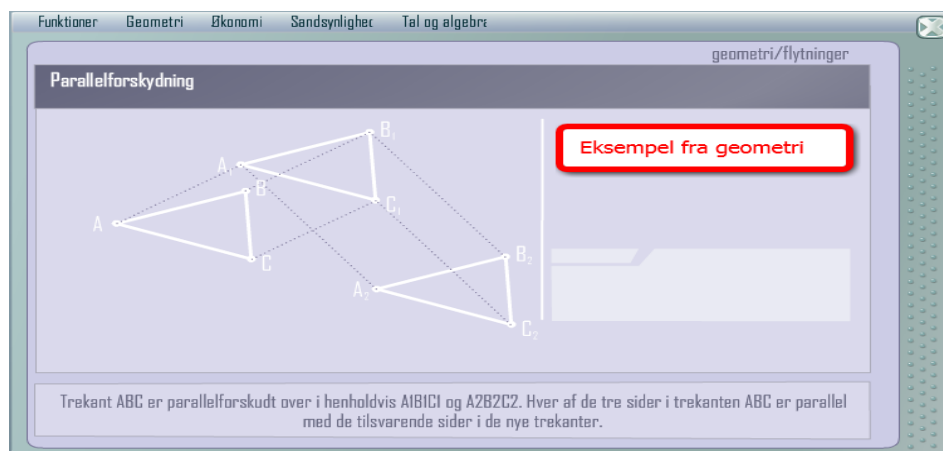 Funktioner Geometri Økonomi Sandsynlighed Tal og algebra
geometri/flytninger
Parallelforskydning
Eksempel fra geometri
B₁
A₁
B
C₁
A
C
B₂
A₂
C₂
Trekant ABC er parallelforskudt over i henholdvis A1B1C1 og A2B2C2. Hver af de tre sider i trekanten ABC er parallel
med de tilsvarende sider i de nye trekanter.